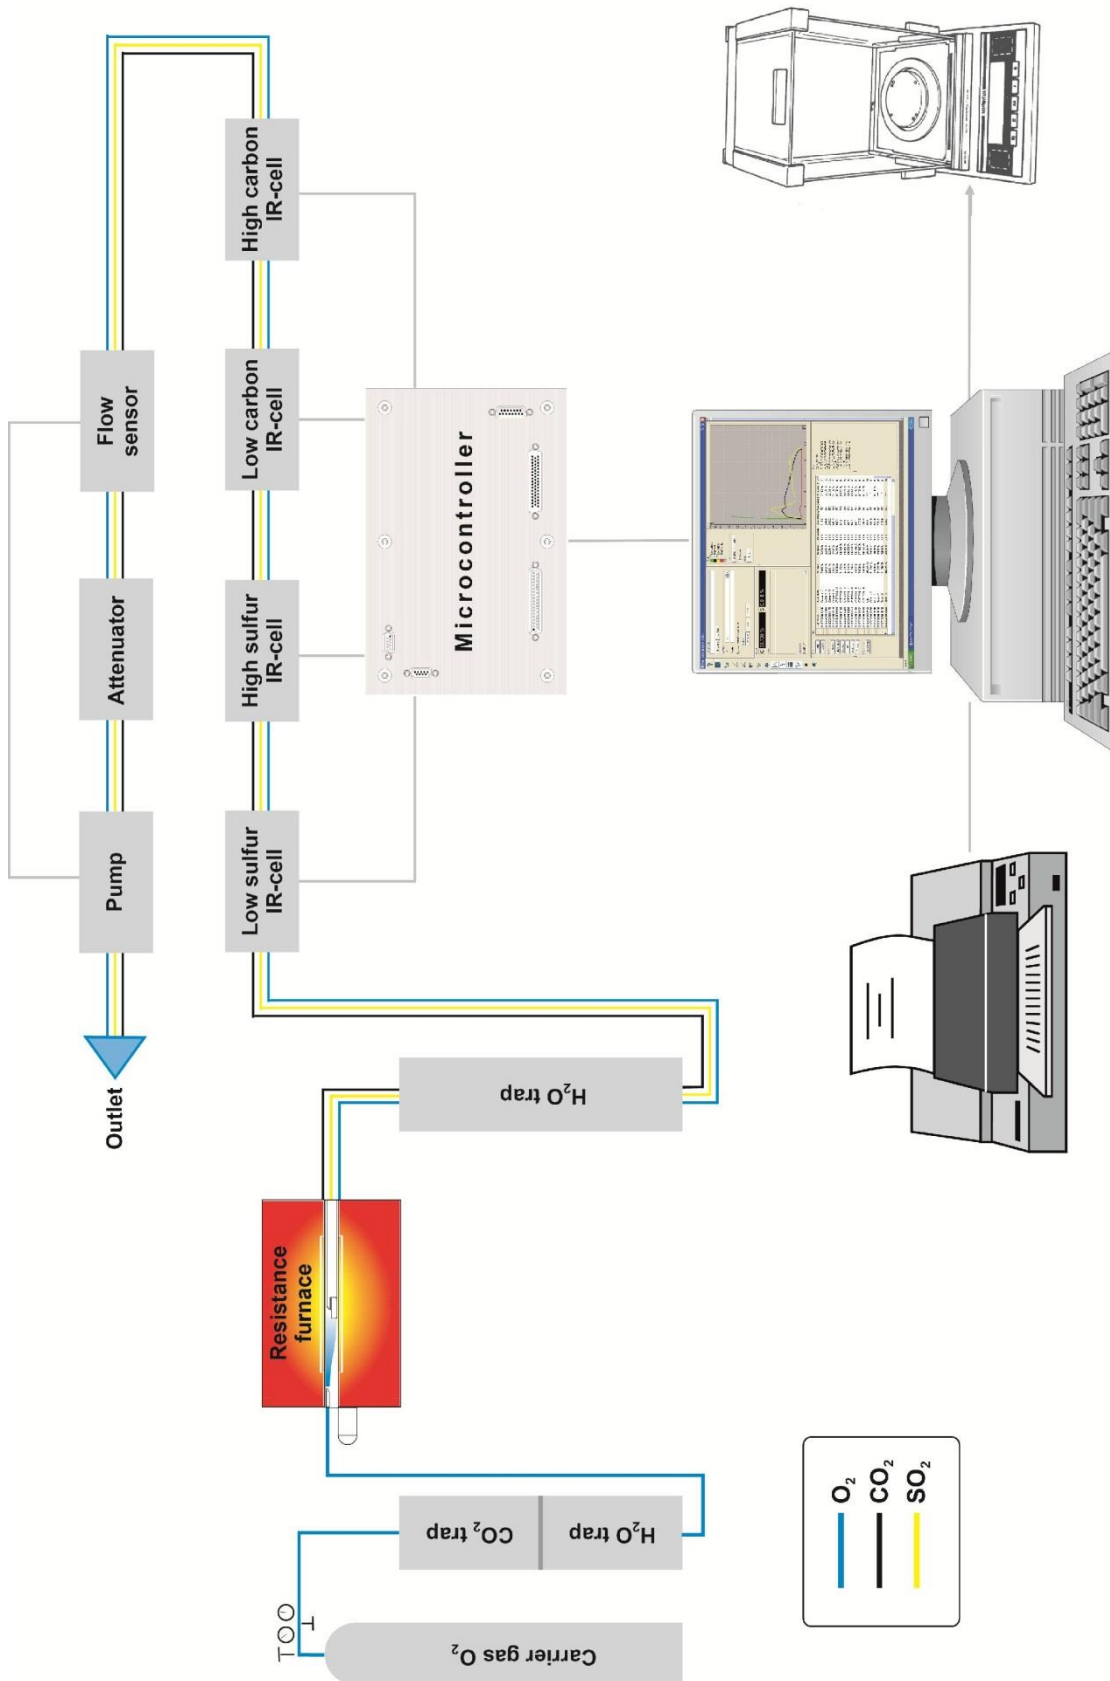 Carrier gas O₂
CO₂ trap
H₂O trap
Resistance
furnace
H₂O trap
Low sulfur
IR-cell
High sulfur
IR-cell
Low carbon
IR-cell
High carbon
IR-cell
Flow
sensor
Attenuator
Pump
Outlet
Microcontroller
O₂
CO₂
SO₂